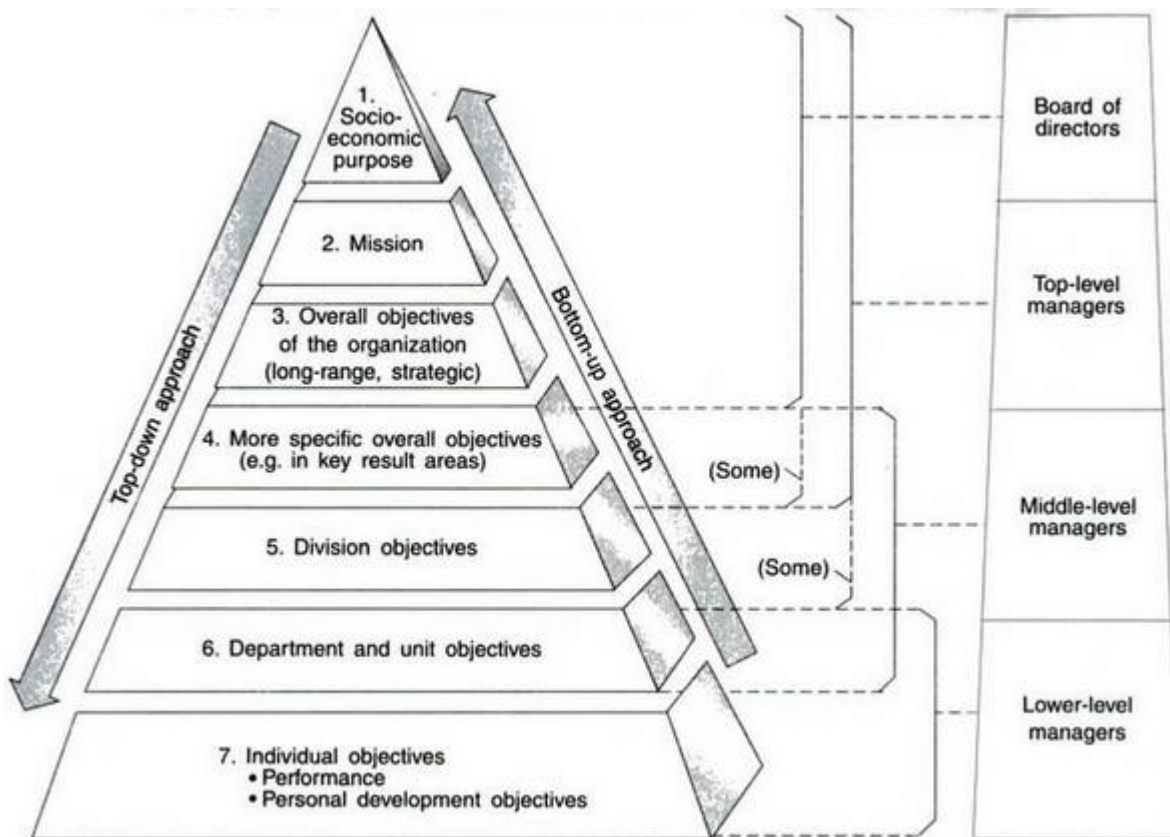 1.
Socio-
economic
purpose
2. Mission
3. Overall objectives
of the organization
(long-range, strategic)
4. More specific overall objectives
(e.g. in key result areas)
5. Division objectives
6. Department and unit objectives
7. Individual objectives
• Performance
• Personal development objectives
Top-down approach
Bottom-up approach
(Some)
(Some)
Board of
directors
Top-level
managers
Middle-level
managers
Lower-level
managers